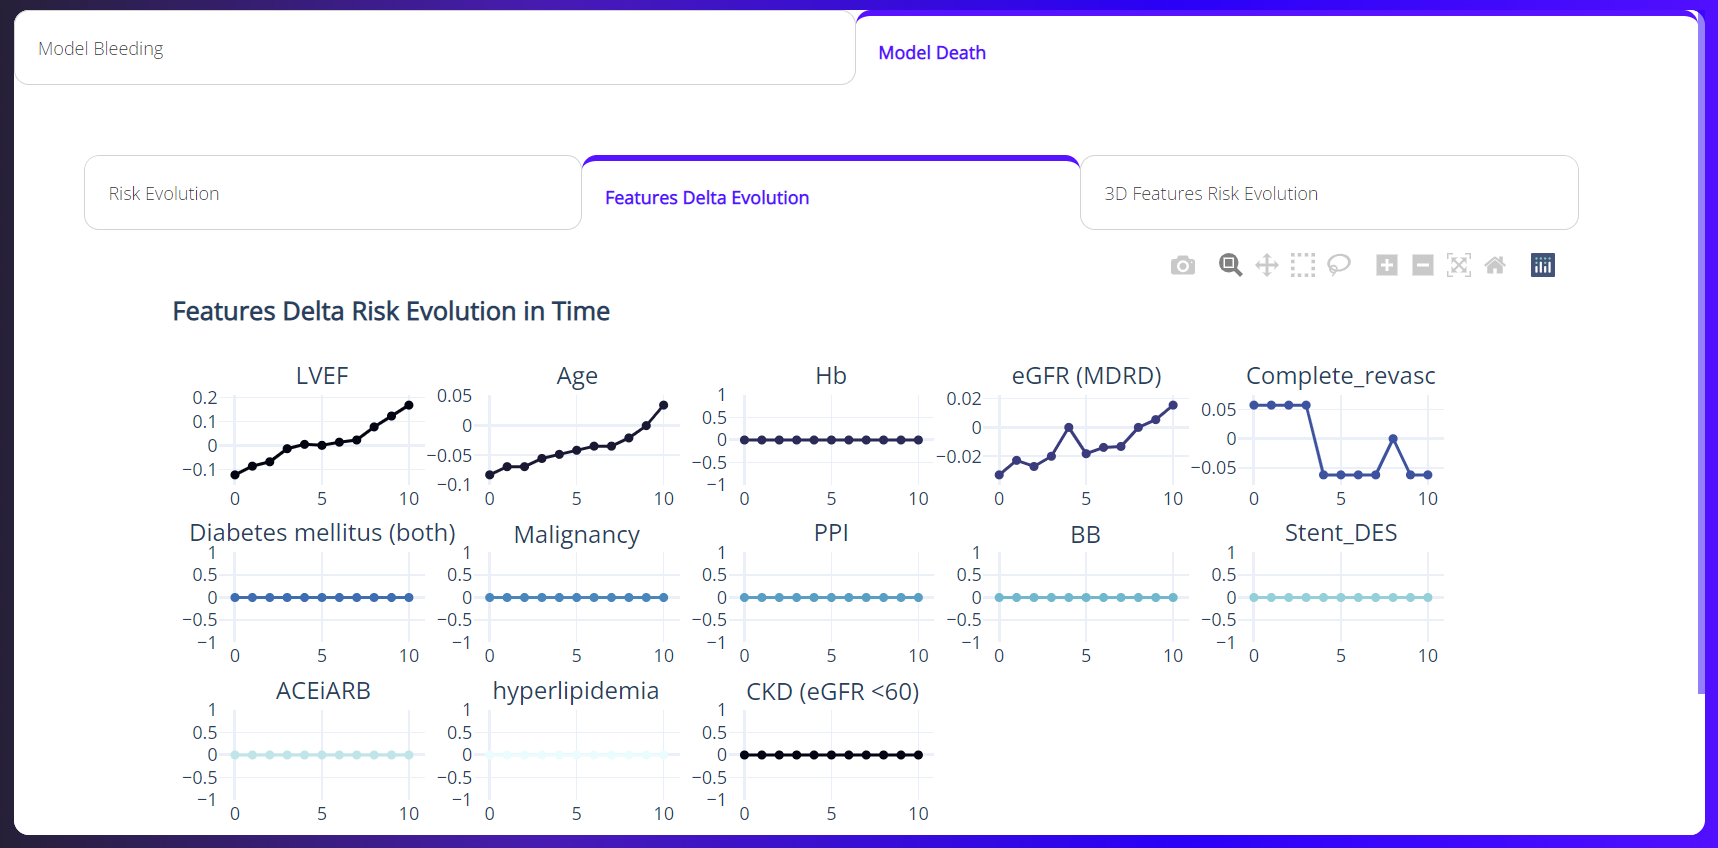 Model Bleeding
Model Death
Risk Evolution
Features Delta Evolution
3D Features Risk Evolution
Features Delta Risk Evolution in Time
LVEF
0.2
0.1
0
−0.1
0 5 10
Age
0.05
0
−0.05
−0.1
0 5 10
Hb
1
0.5
0
−0.5
−1
0 5 10
eGFR (MDRD)
0.02
0
−0.02
0 5 10
Complete_revasc
0.05
0
−0.05
0 5 10
Diabetes mellitus (both)
1
0.5
0
−0.5
−1
0 5 10
Malignancy
1
0.5
0
−0.5
−1
0 5 10
PPI
1
0.5
0
−0.5
−1
0 5 10
BB
1
0.5
0
−0.5
−1
0 5 10
Stent_DES
1
0.5
0
−0.5
−1
0 5 10
ACEiARB
1
0.5
0
−0.5
−1
0 5 10
hyperlipidemia
1
0.5
0
−0.5
−1
0 5 10
CKD (eGFR <60)
1
0.5
0
−0.5
−1
0 5 10